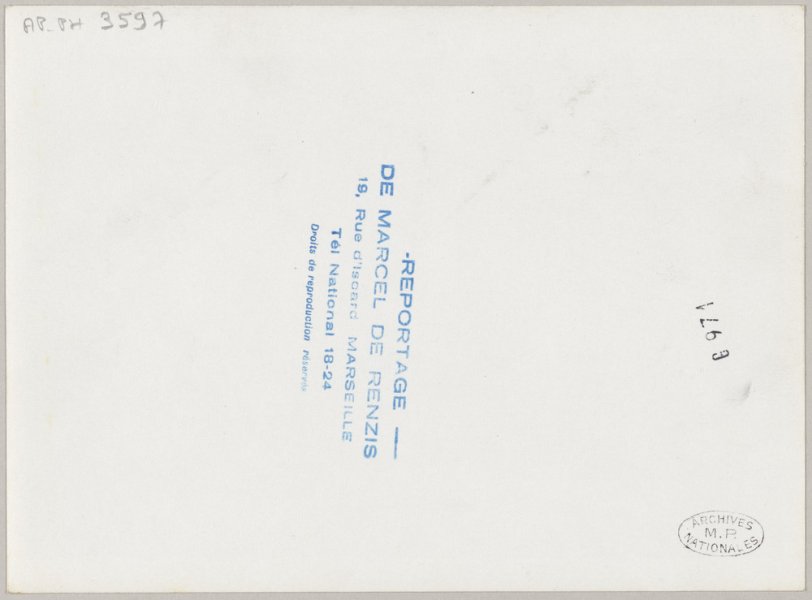 AP_PH 3597
-REPORTAGE —
DE MARCEL DE RENZIS
19, Rue d'Isoard MARSEILLE
Tél National 18-24
Droits de reproduction réservés
ARCHIVES
M.P.
NATIONALES